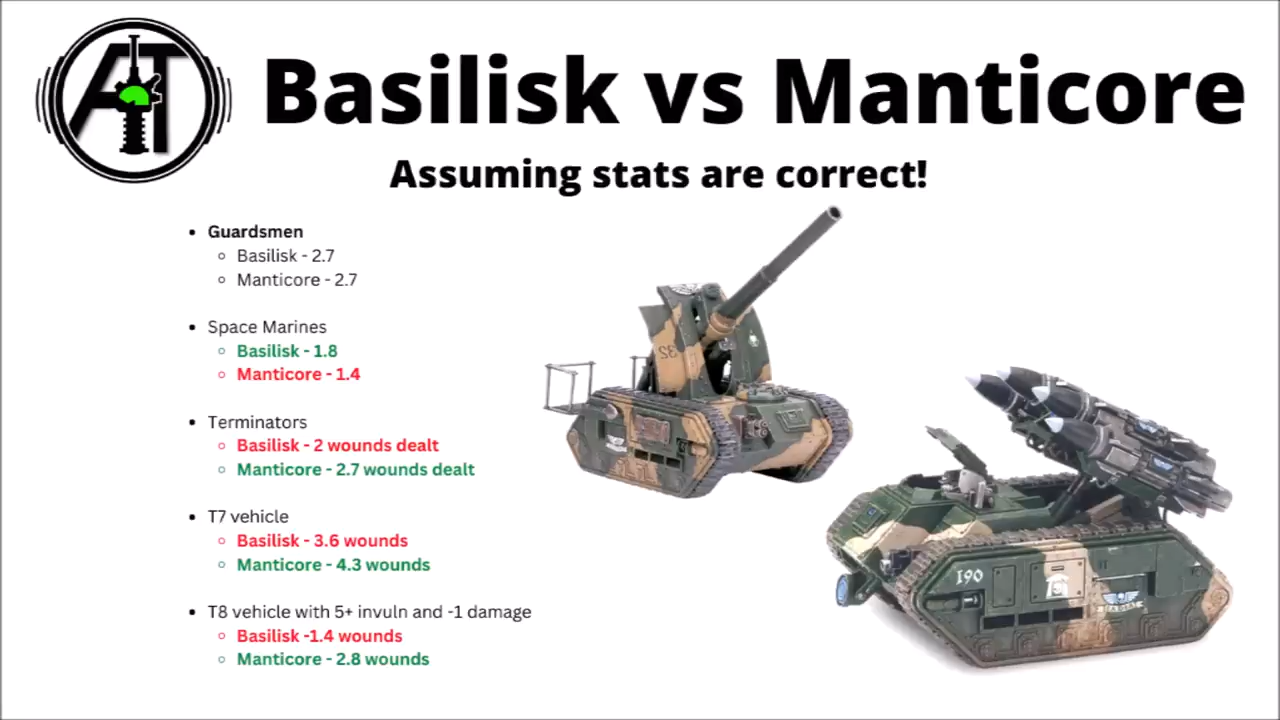 AT
Basilisk vs Manticore
Assuming stats are correct!
Guardsmen
Basilisk - 2.7
Manticore - 2.7
Space Marines
Basilisk - 1.8
Manticore - 1.4
Terminators
Basilisk - 2 wounds dealt
Manticore - 2.7 wounds dealt
T7 vehicle
Basilisk - 3.6 wounds
Manticore - 4.3 wounds
T8 vehicle with 5+ invuln and -1 damage
Basilisk -1.4 wounds
Manticore - 2.8 wounds
32
190